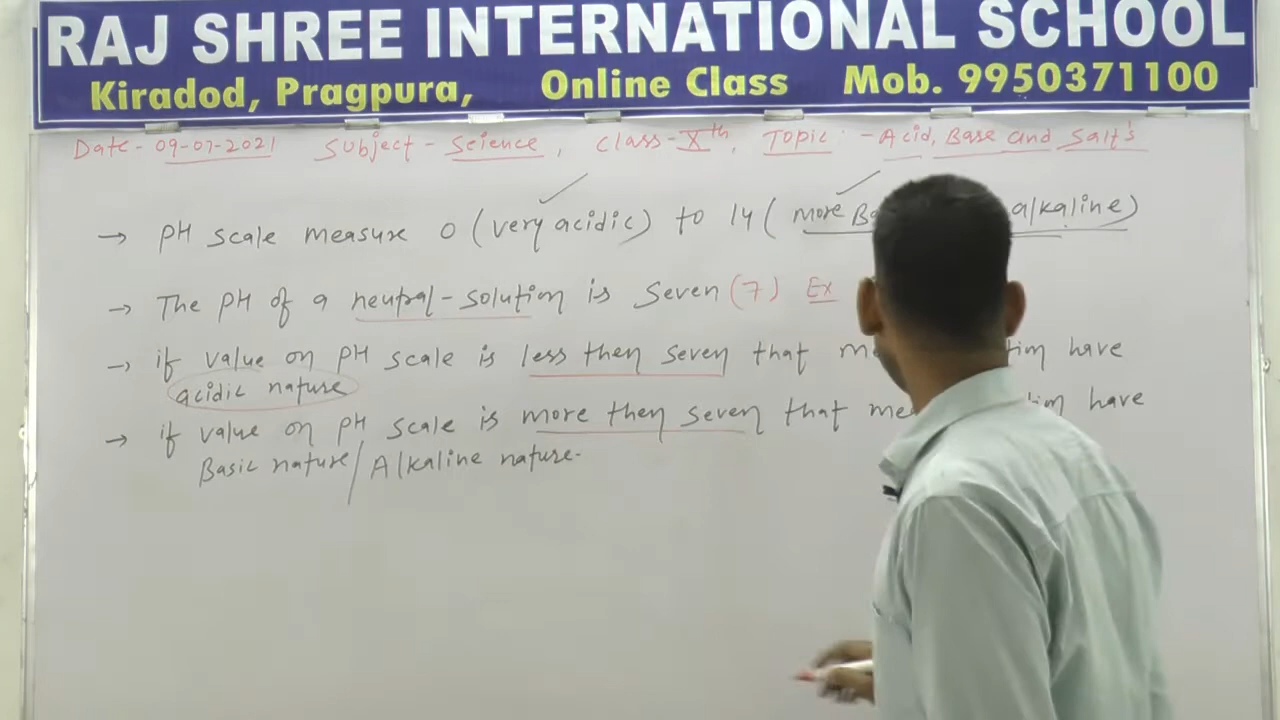 RAJ SHREE INTERNATIONAL SCHOOL
Kiradod, Pragpura, Online Class Mob. 9950371100
Date - 09-07-2021 Subject - Science, Class - Xth, Topic :- Acid, Base and Salt's
→ PH scale measure 0 (very acidic) to 14 (more Ba alkaline)
→ The PH of a neutral-solution is seven (7) Ex
→ if value on PH scale is less then seven that have
acidic nature
→ if value on PH scale is more then seven that have
Basic nature/Alkaline nature.